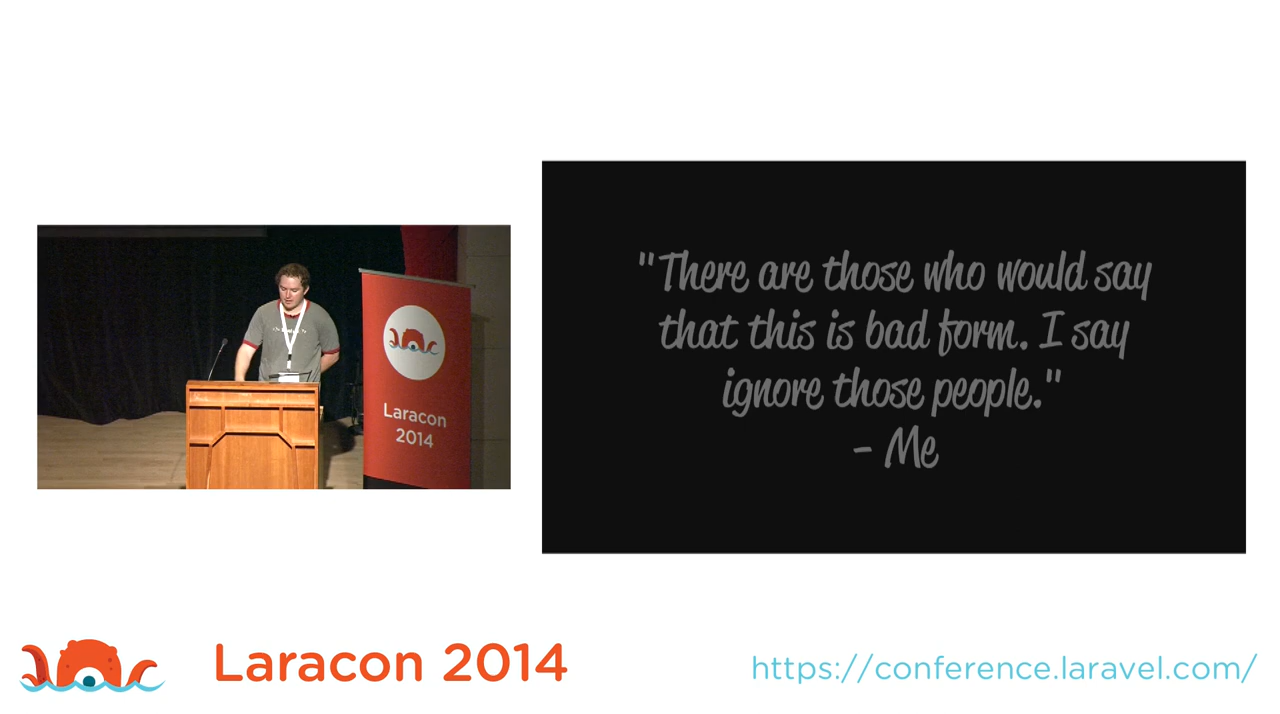 "There are those who would say
that this is bad form. I say
ignore those people."
- Me
Laracon
2014
Laracon 2014
https://conference.laravel.com/